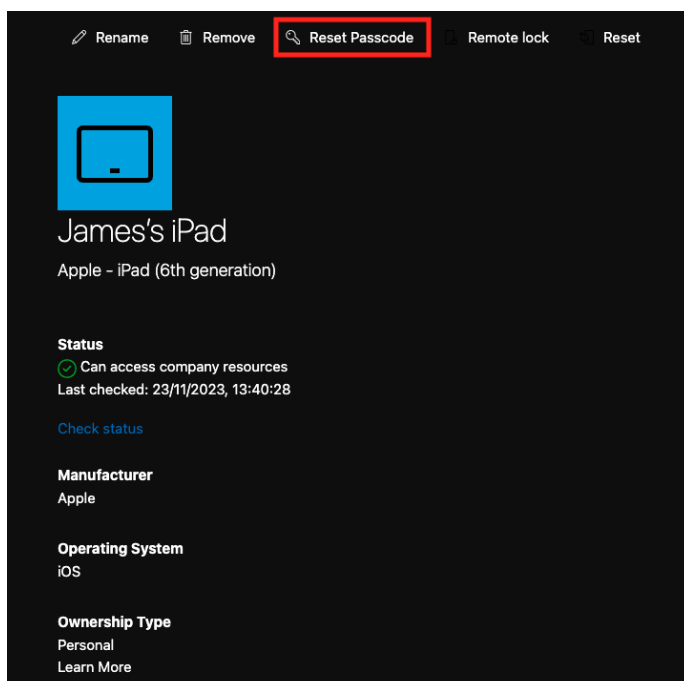 Rename Remove Reset Passcode Remote lock Reset
James's iPad
Apple - iPad (6th generation)
Status
Can access company resources
Last checked: 23/11/2023, 13:40:28
Check status
Manufacturer
Apple
Operating System
iOS
Ownership Type
Personal
Learn More